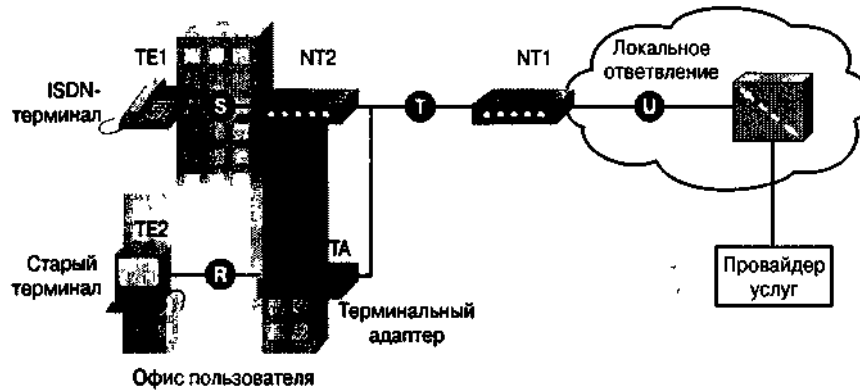 TE1
NT2
NT1
Локальное
ответвление
ISDN-
терминал
S
T
U
TE2
TA
Старый
терминал
R
Терминальный
адаптер
Провайдер
услуг
Офис пользователя